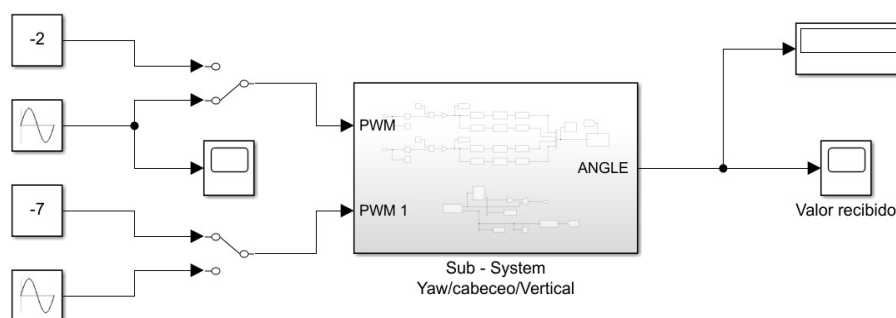 -2
PWM
ANGLE
-7
PWM 1
Valor recibido
Sub - System
Yaw/cabeceo/Vertical